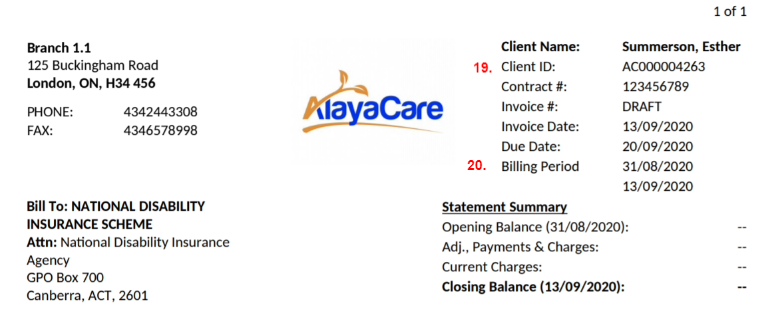 1 of 1
Branch 1.1
125 Buckingham Road
London, ON, H34 456
PHONE: 4342443308
FAX: 4346578998
AlayaCare
Client Name: Summerson, Esther
19. Client ID: AC000004263
Contract #: 123456789
Invoice #: DRAFT
Invoice Date: 13/09/2020
Due Date: 20/09/2020
20. Billing Period 31/08/2020
13/09/2020
Bill To: NATIONAL DISABILITY
INSURANCE SCHEME
Attn: National Disability Insurance
Agency
GPO Box 700
Canberra, ACT, 2601
Statement Summary
Opening Balance (31/08/2020): --
Adj., Payments & Charges: --
Current Charges: --
Closing Balance (13/09/2020): --